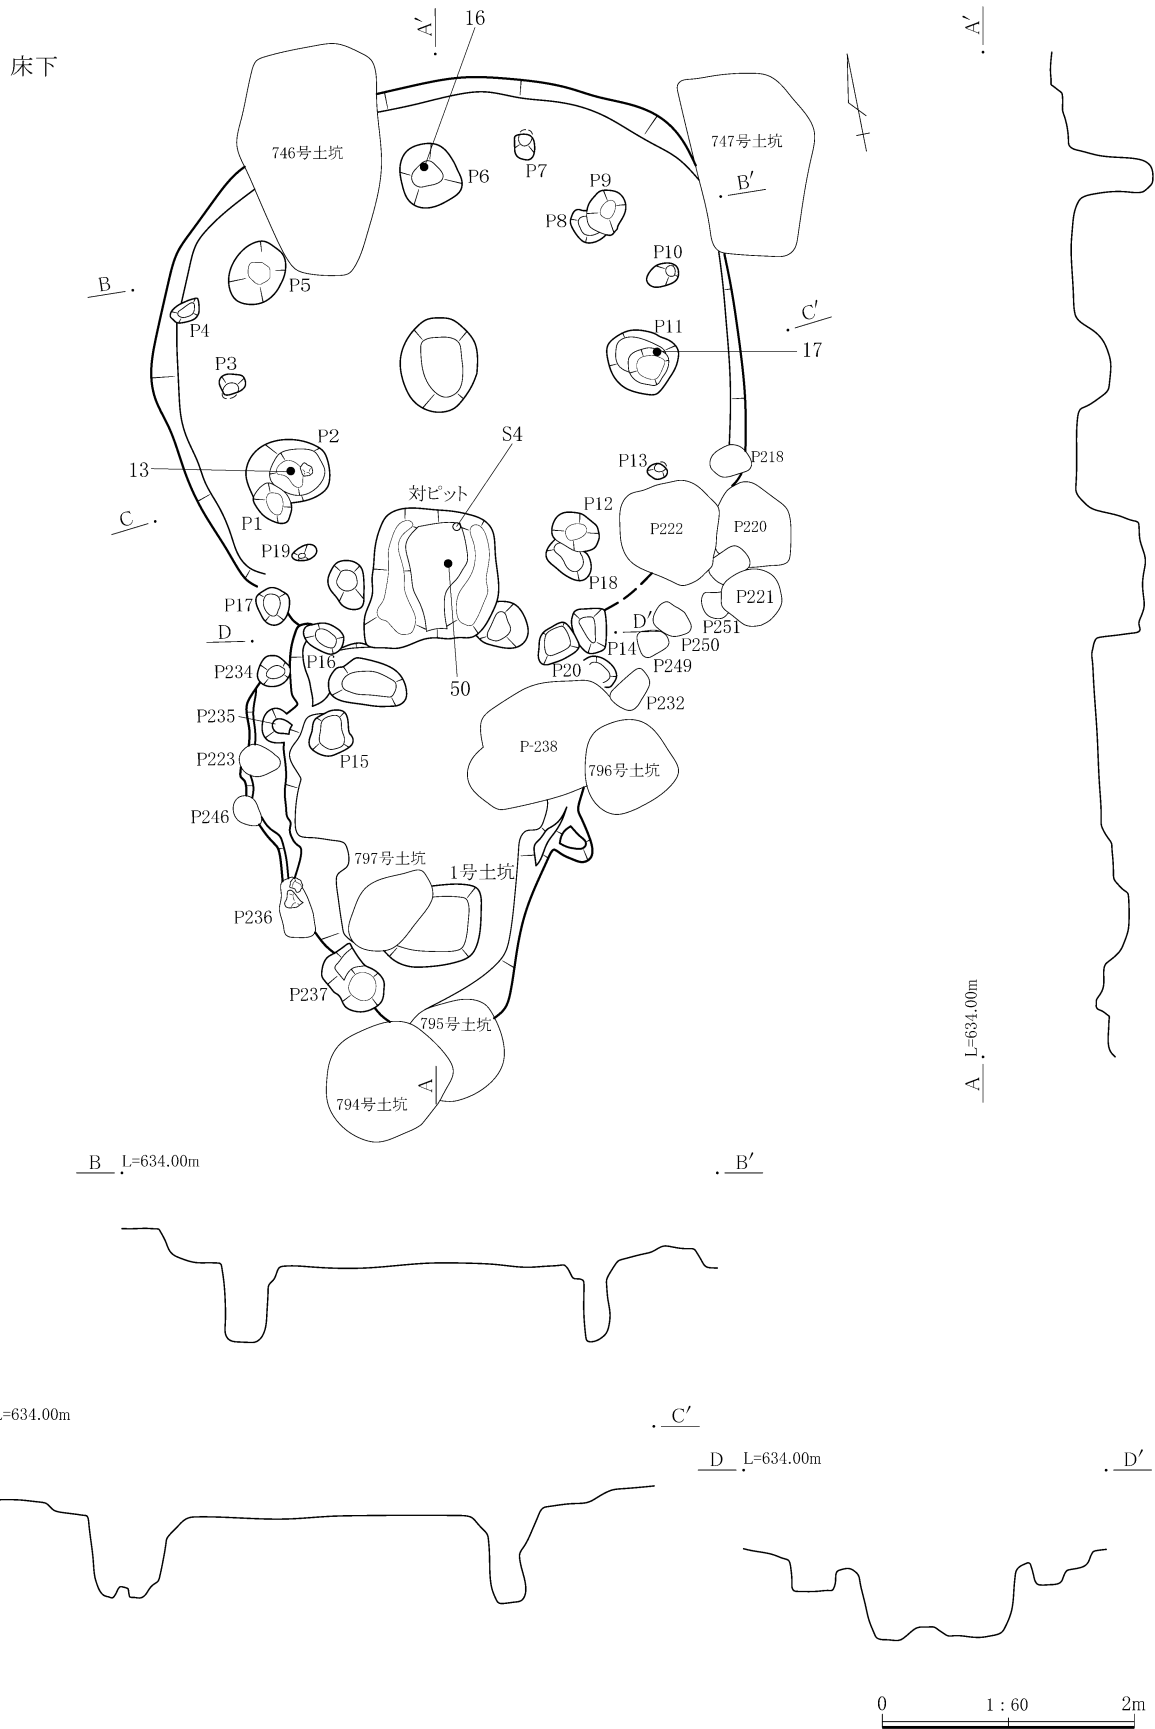 床下
A′
16
A′
746号土坑
747号土坑
P7
P6
B′
P9
P8
P10
B
P5
C′
P4
P11
17
P3
P2
S4
13
P218
P13
対ピット
P12
C
P1
P222
P220
P19
P18
P17
P221
P251
D
D′
P14
P250
P16
P234
P20
P249
50
P232
P235
P-238
P223
P15
796号土坑
P246
797号土坑
1号土坑
P236
P237
795号土坑
A
794号土坑
L=634.00m
A
B
L=634.00m
B′
L=634.00m
C′
D
L=634.00m
D′
0
1:60
2m